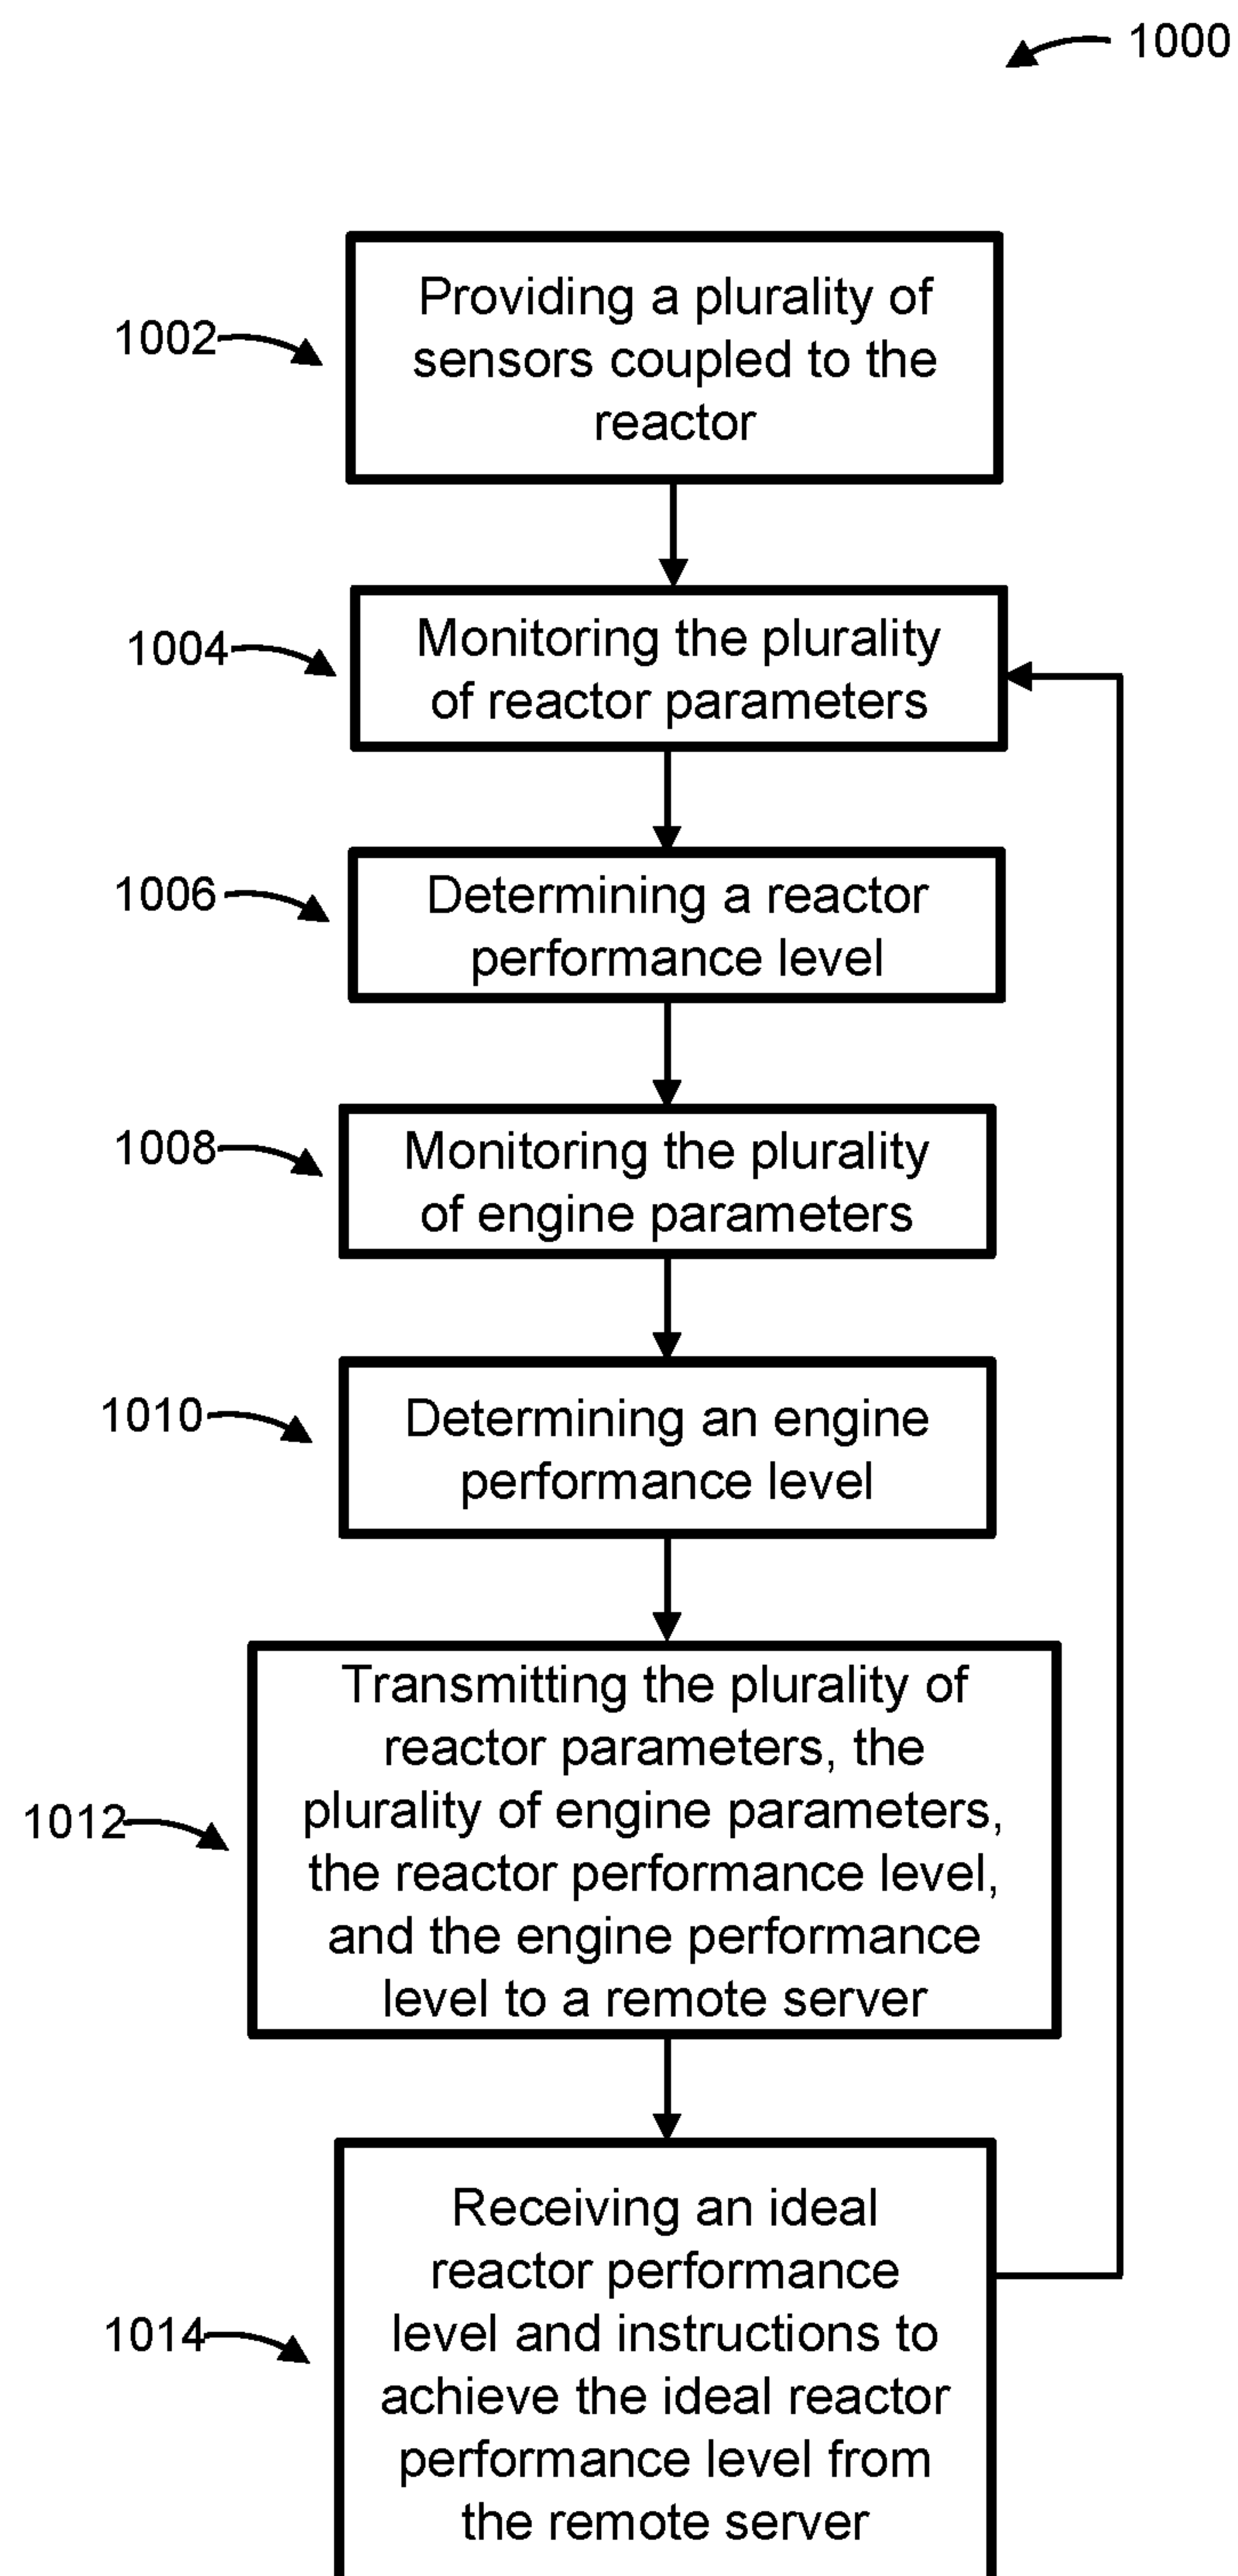 1000
1002
Providing a plurality of
sensors coupled to the
reactor
1004
Monitoring the plurality
of reactor parameters
1006
Determining a reactor
performance level
1008
Monitoring the plurality
of engine parameters
1010
Determining an engine
performance level
1012
Transmitting the plurality of
reactor parameters, the
plurality of engine parameters,
the reactor performance level,
and the engine performance
level to a remote server
1014
Receiving an ideal
reactor performance
level and instructions to
achieve the ideal reactor
performance level from
the remote server